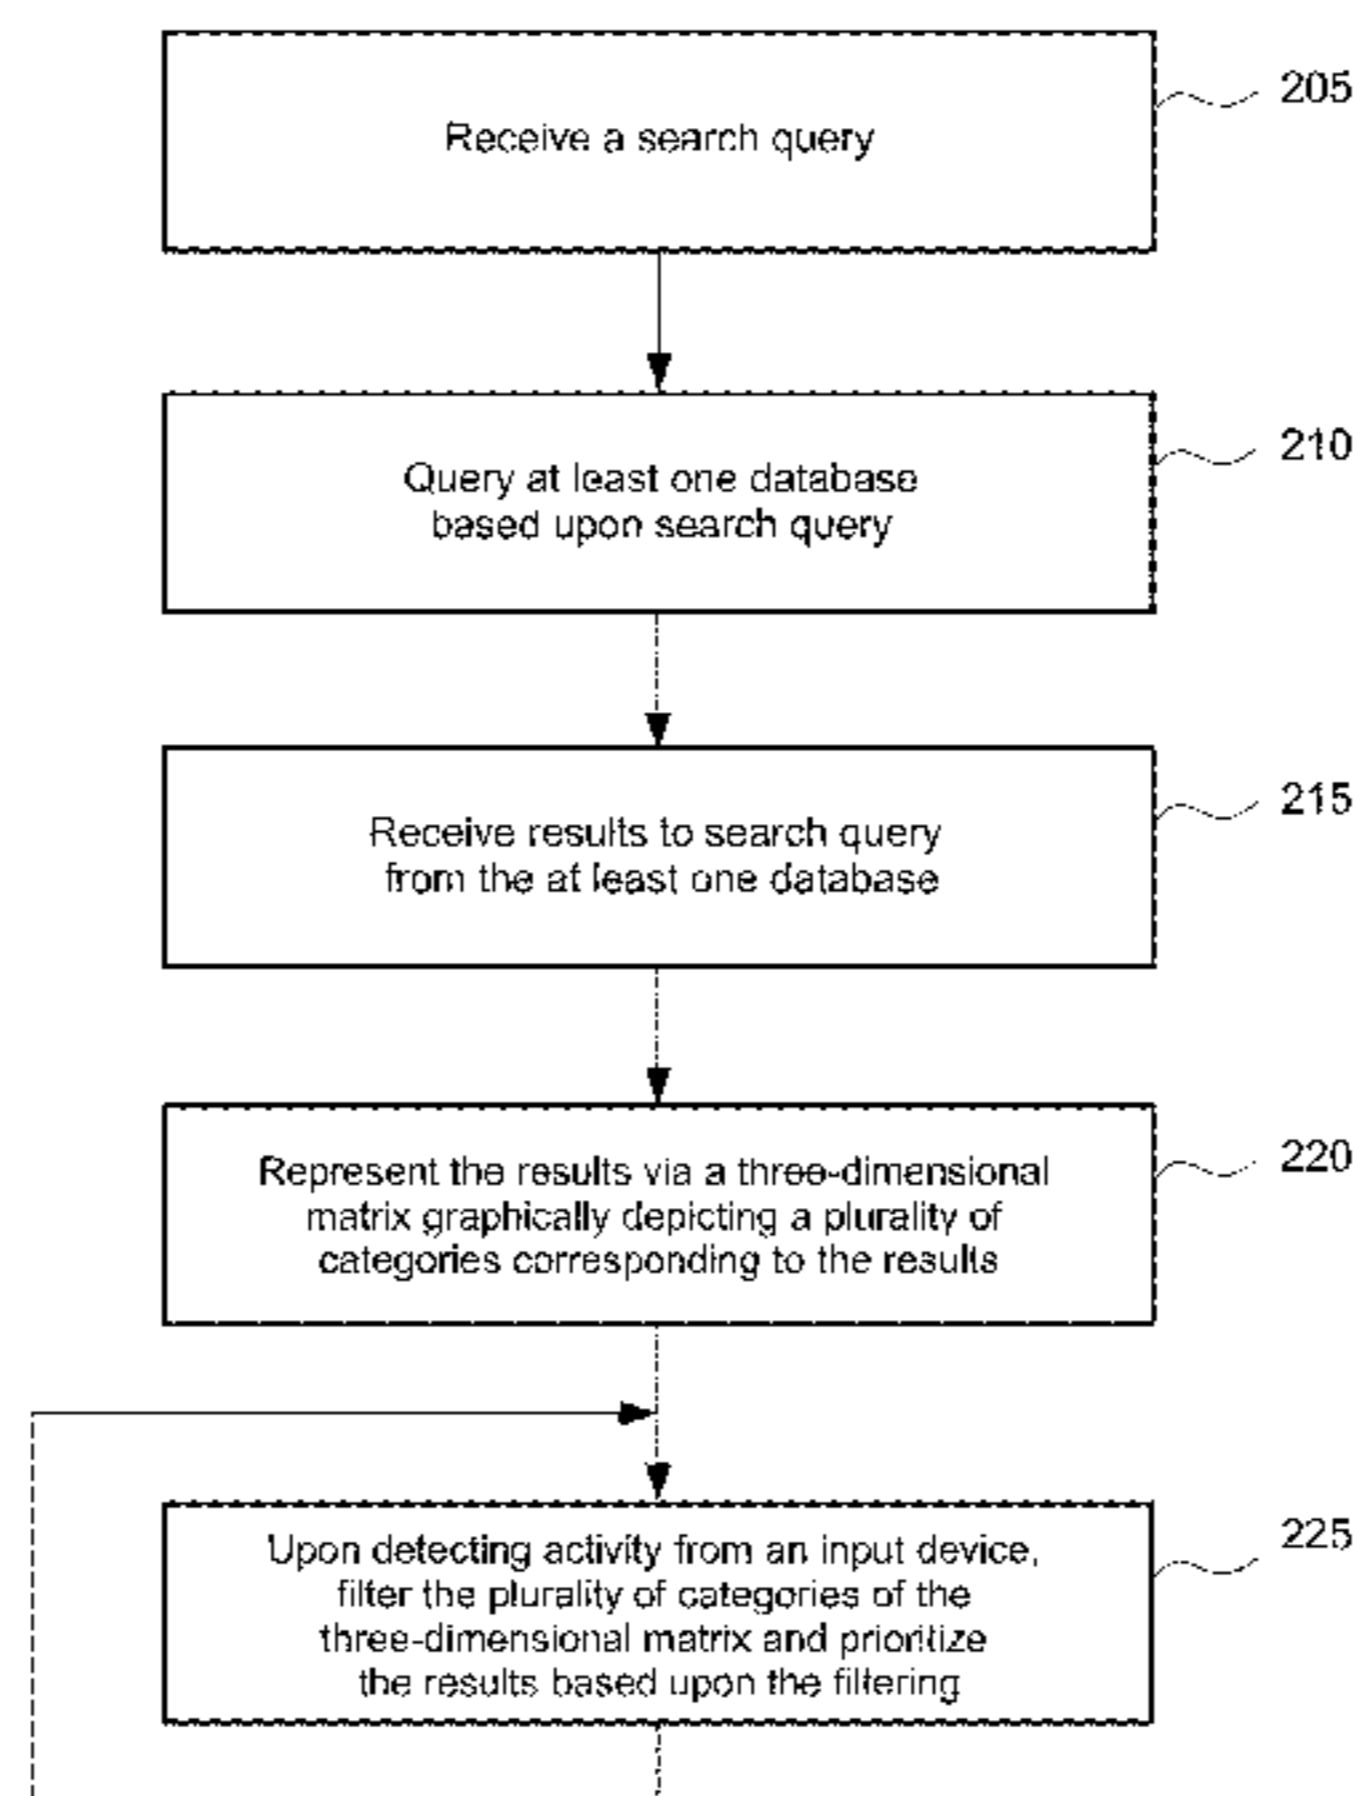 205
Receive a search query
210
Query at least one database
based upon search query
215
Receive results to search query
from the at least one database
220
Represent the results via a three-dimensional
matrix graphically depicting a plurality of
categories corresponding to the results
225
Upon detecting activity from an input device,
filter the plurality of categories of the
three-dimensional matrix and prioritize
the results based upon the filtering